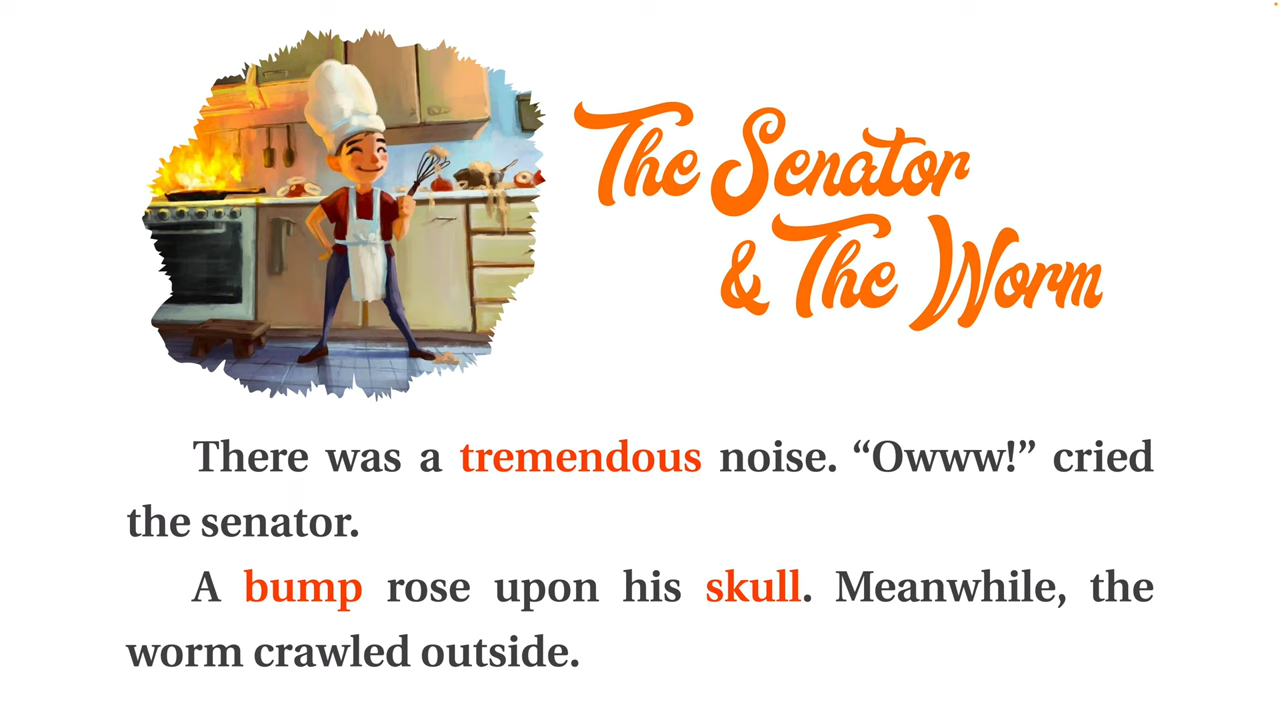 The Senator
& The Worm
There was a tremendous noise. “Owww!” cried
the senator.
A bump rose upon his skull. Meanwhile, the
worm crawled outside.